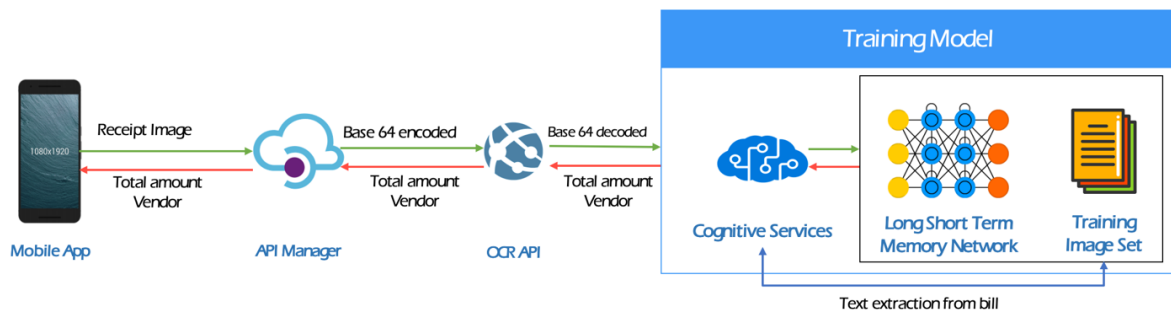 Training Model
Receipt Image
Base 64 encoded
Base 64 decoded
1080x1920
Total amount
Vendor
Total amount
Vendor
Total amount
Vendor
Mobile App
API Manager
OCR API
Cognitive Services
Long Short Term
Memory Network
Training
Image Set
Text extraction from bill